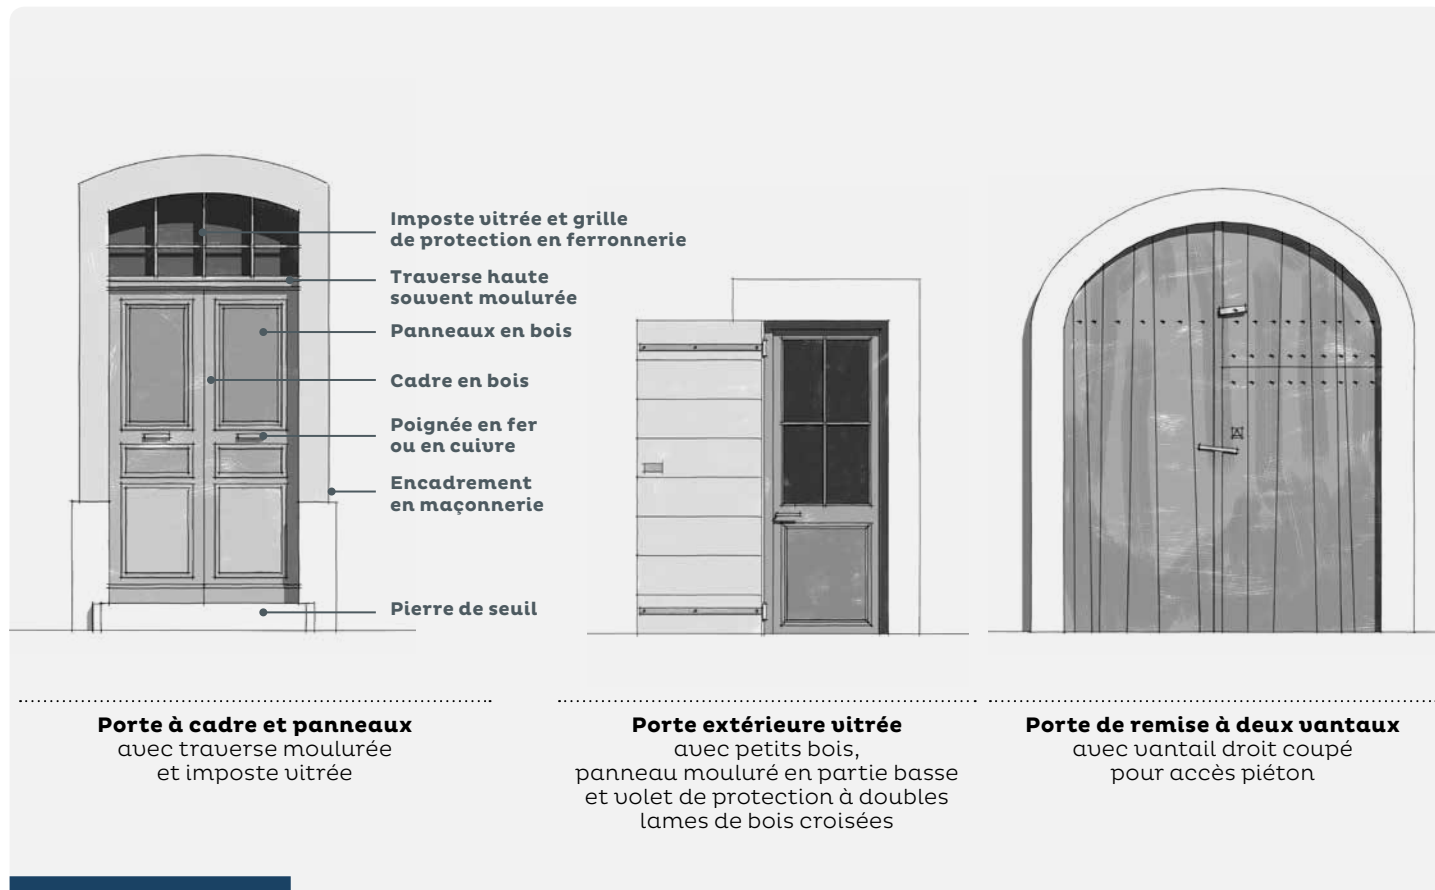 Imposte vitrée et grille
de protection en ferronnerie
Traverse haute
souvent moulurée
Panneaux en bois
Cadre en bois
Poignée en fer
ou en cuivre
Encadrement
en maçonnerie
Pierre de seuil
Porte à cadre et panneaux
avec traverse moulurée
et imposte vitrée
Porte extérieure vitrée
avec petits bois,
panneau mouluré en partie basse
et volet de protection à doubles
lames de bois croisées
Porte de remise à deux vantaux
avec vantail droit coupé
pour accès piéton